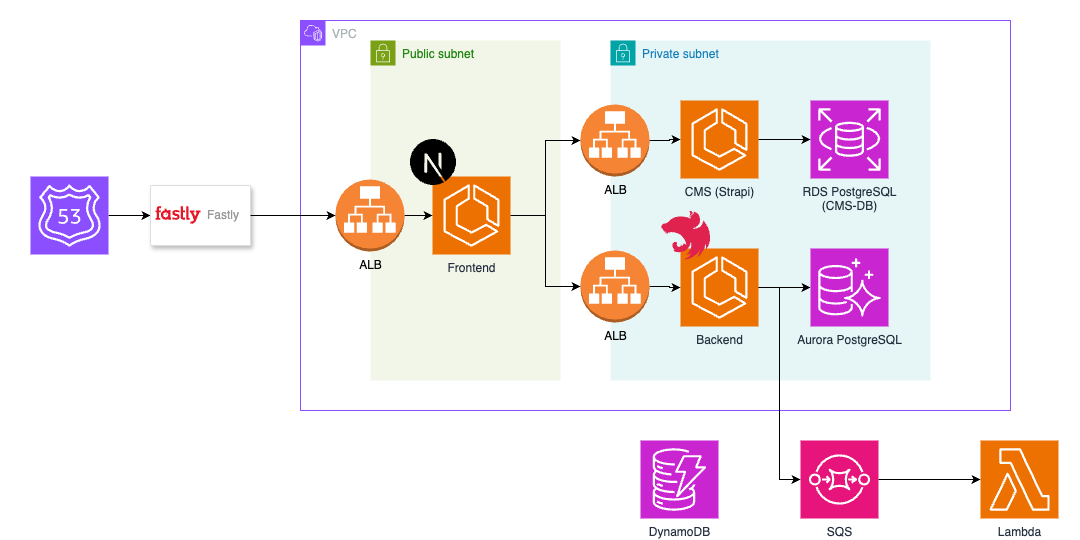 VPC
Public subnet
Private subnet
ALB
CMS (Strapi)
RDS PostgreSQL
(CMS-DB)
N
53
fastly Fastly
ALB
Frontend
ALB
Backend
Aurora PostgreSQL
DynamoDB
SQS
Lambda